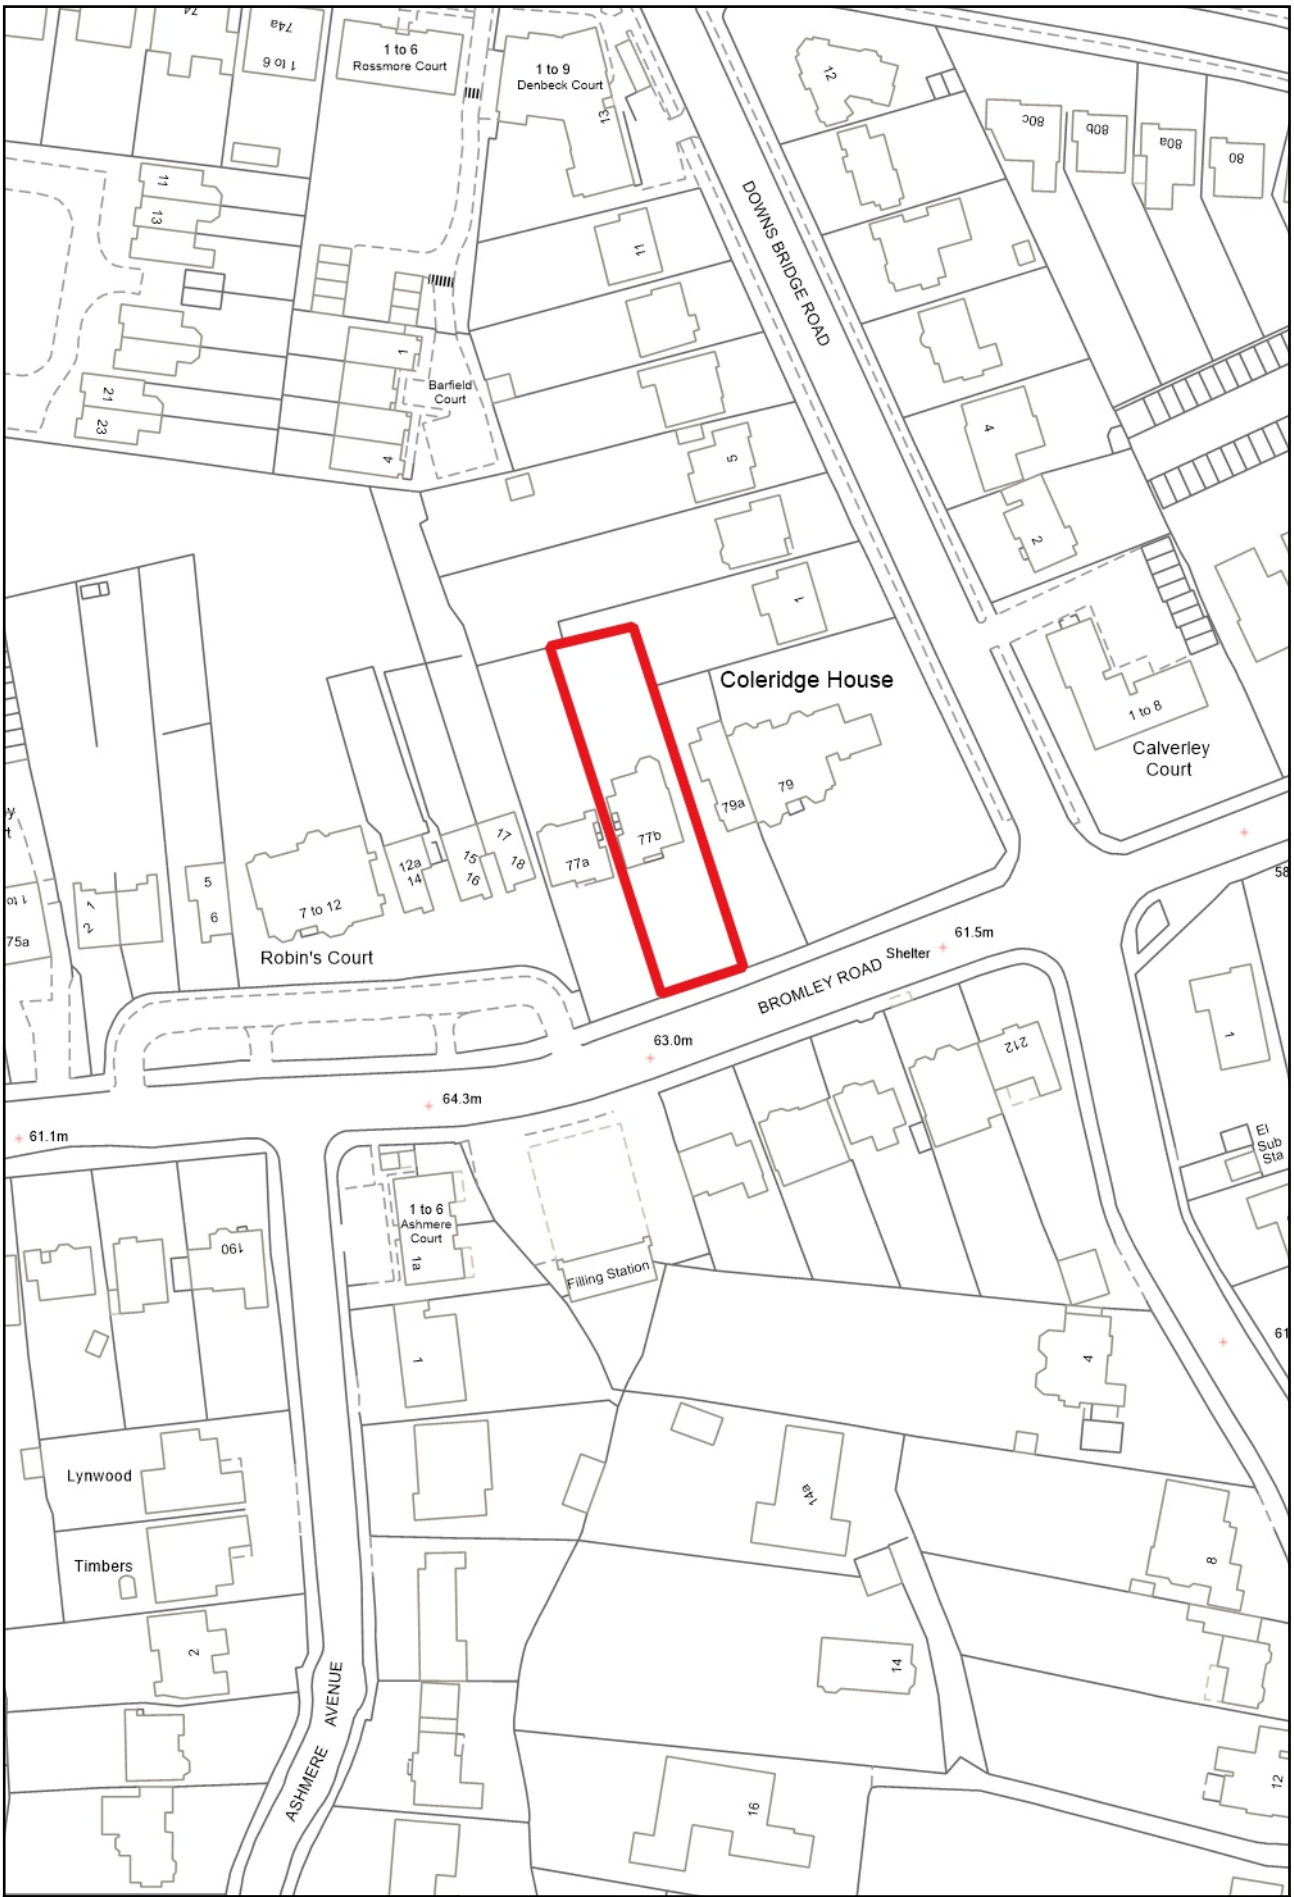 74a
1 to 6
1 to 6
Rossmore Court
1 to 9
Denbeck Court
13
12
80c
80b
80a
80
11
13
11
DOWNS BRIDGE ROAD
1
Barfield
Court
4
21
23
5
4
2
1
Coleridge House
1 to 8
Calverley
Court
79
79a
77b
77a
17
18
15
16
12a
14
7 to 12
5
6
1
2
75a
Robin's Court
BROMLEY ROAD
Shelter
61.5m
63.0m
64.3m
61.1m
58
212
1
El
Sub
Sta
190
1 to 6
Ashmere
Court
1a
Filling Station
1
4
61
Lynwood
14a
Timbers
8
2
14
ASHMERE AVENUE
16
12